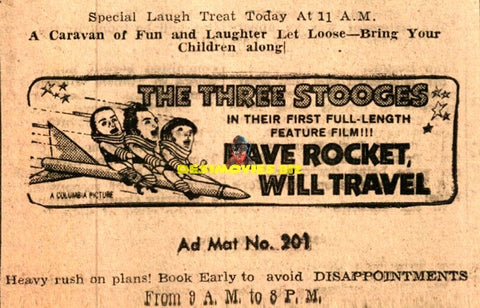 Special Laugh Treat Today At 11 A.M.
A Caravan of Fun and Laughter Let Loose—Bring Your
Children along|
THE THREE STOOGES
IN THEIR FIRST FULL-LENGTH
FEATURE FILM!!!
HAVE ROCKET,
WILL TRAVEL
A COLUMBIA PICTURE
Ad Mat No. 201
Heavy rush on plans! Book Early to avoid DISAPPOINTMENTS
From 9 A. M. to 8 P. M.